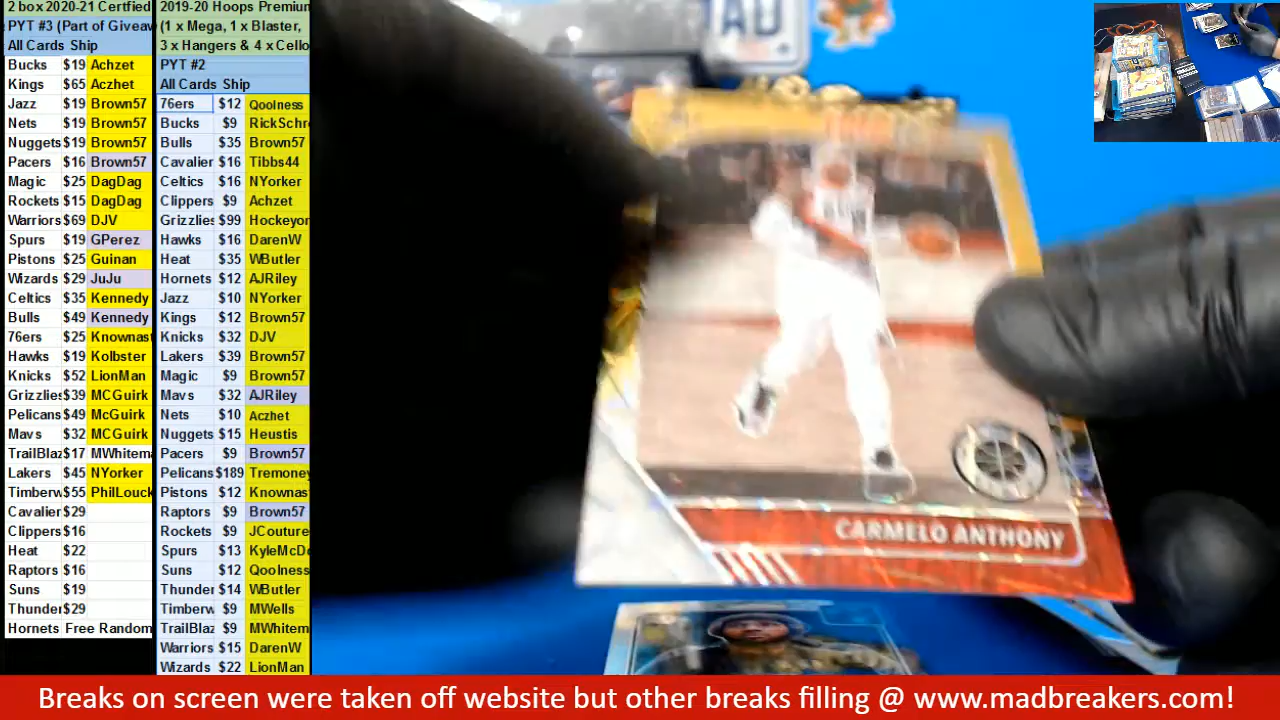 2 box 2020-21 Certfied
PYT #3 (Part of Giveaw
All Cards Ship
Bucks $19 Achzet
Kings $65 Aczhet
Jazz $19 Brown57
Nets $19 Brown57
Nuggets $19 Brown57
Pacers $16 Brown57
Magic $25 DagDag
Rockets $15 DagDag
Warriors $69 DJV
Spurs $19 GPerez
Pistons $25 Guinan
Wizards $29 JuJu
Celtics $35 Kennedy
Bulls $49 Kennedy
76ers $25 Knownast
Hawks $19 Kolbster
Knicks $52 LionMan
Grizzlies $39 MCGuirk
Pelicans $49 McGuirk
Mavs $32 MCGuirk
TrailBlaz $17 MWhitema
Lakers $45 NYorker
Timberw $55 PhilLouck
Cavalier $29
Clippers $16
Heat $22
Raptors $16
Suns $19
Thunder $29
Hornets Free Random
2019-20 Hoops Premium
(1 x Mega, 1 x Blaster,
3 x Hangers & 4 x Cello
PYT #2
All Cards Ship
76ers $12 Qoolness
Bucks $9 RickSchr
Bulls $35 Brown57
Cavalier $16 Tibbs44
Celtics $16 NYorker
Clippers $9 Achzet
Grizzlies $99 Hockeyor
Hawks $16 DarenW
Heat $35 WButler
Hornets $12 AJRiley
Jazz $10 NYorker
Kings $12 Brown57
Knicks $32 DJV
Lakers $39 Brown57
Magic $9 Brown57
Mavs $32 AJRiley
Nets $10 Aczhet
Nuggets $15 Heustis
Pacers $9 Brown57
Pelicans $189 Tremoney
Pistons $12 Knownas
Raptors $9 Brown57
Rockets $9 JCouture
Spurs $13 KyleMcDo
Suns $12 Qoolness
Thunder $14 WButler
Timberw $9 MWells
TrailBlaz $9 MWhitem
Warriors $15 DarenW
Wizards $22 LionMan
AD
CARMELO ANTHONY
Breaks on screen were taken off website but other breaks filling @ www.madbreakers.com!